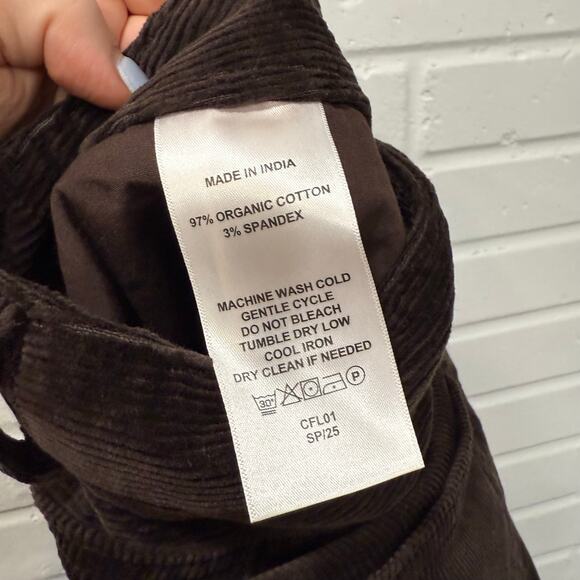 MADE IN INDIA
97% ORGANIC COTTON
3% SPANDEX
MACHINE WASH COLD
GENTLE CYCLE
DO NOT BLEACH
TUMBLE DRY LOW
COOL IRON
DRY CLEAN IF NEEDED
30° P
CFL01
SP/25